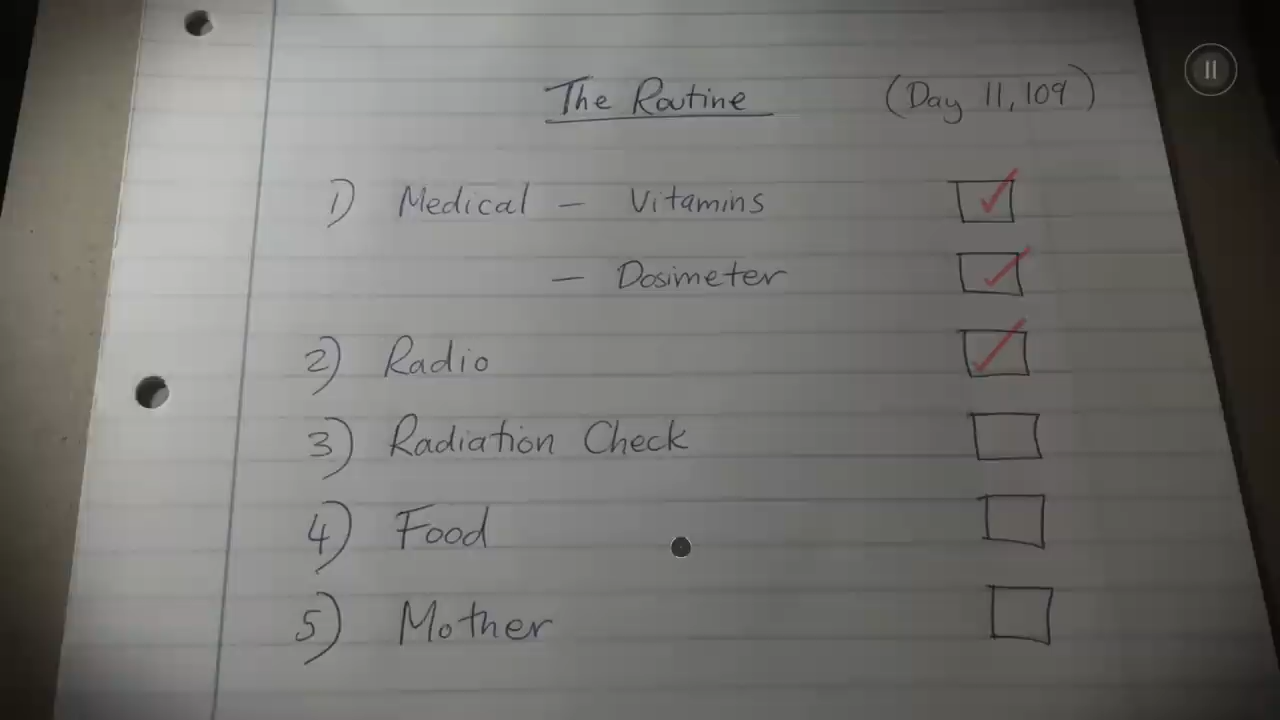 The Routine (Day 11,109)
1) Medical – Vitamins
– Dosimeter
2) Radio
3) Radiation Check
4) Food
5) Mother